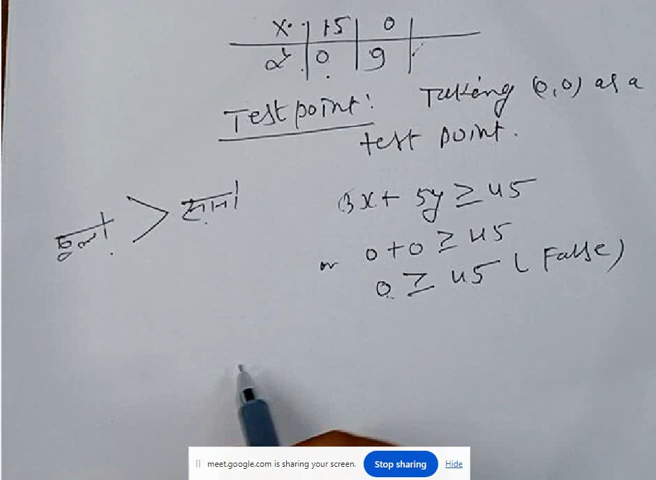 x 15 0
y 0 9
Test point: Taking (0,0) as a
test point.
ठूलो > सानो
3x + 5y ≥ 45
or 0 + 0 ≥ 45
0 ≥ 45 (False)
meet.google.com is sharing your screen. Stop sharing Hide